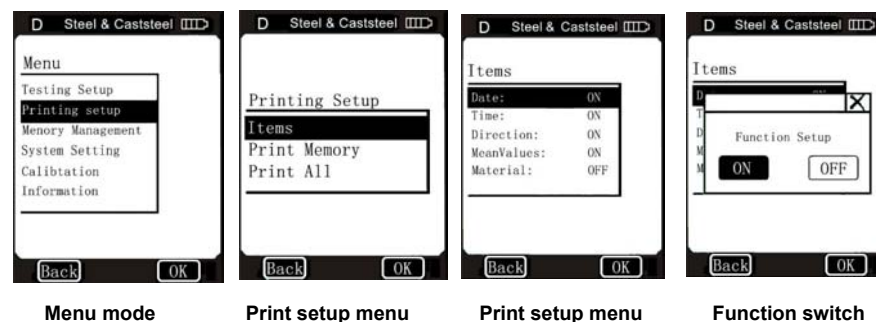 D Steel & Caststeel
Menu
Testing Setup
Printing setup
Menory Management
System Setting
Calibtation
Information
Back OK
Menu mode
D Steel & Caststeel
Printing Setup
Items
Print Memory
Print All
Back OK
Print setup menu
D Steel & Caststeel
Items
Date: ON
Time: ON
Direction: ON
MeanValues: ON
Material: OFF
Back OK
Print setup menu
D Steel & Caststeel
Items
Function Setup
ON OFF
Back OK
Function switch